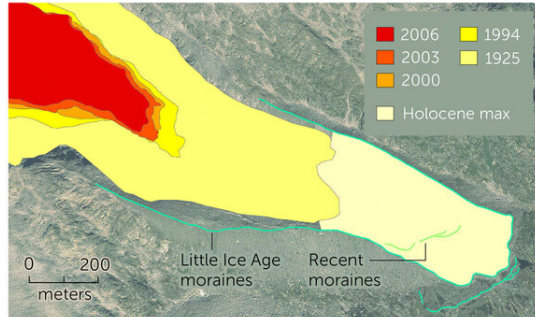 2006
1994
2003
1925
2000
Holocene max
Little Ice Age
moraines
Recent
moraines
0 200
meters